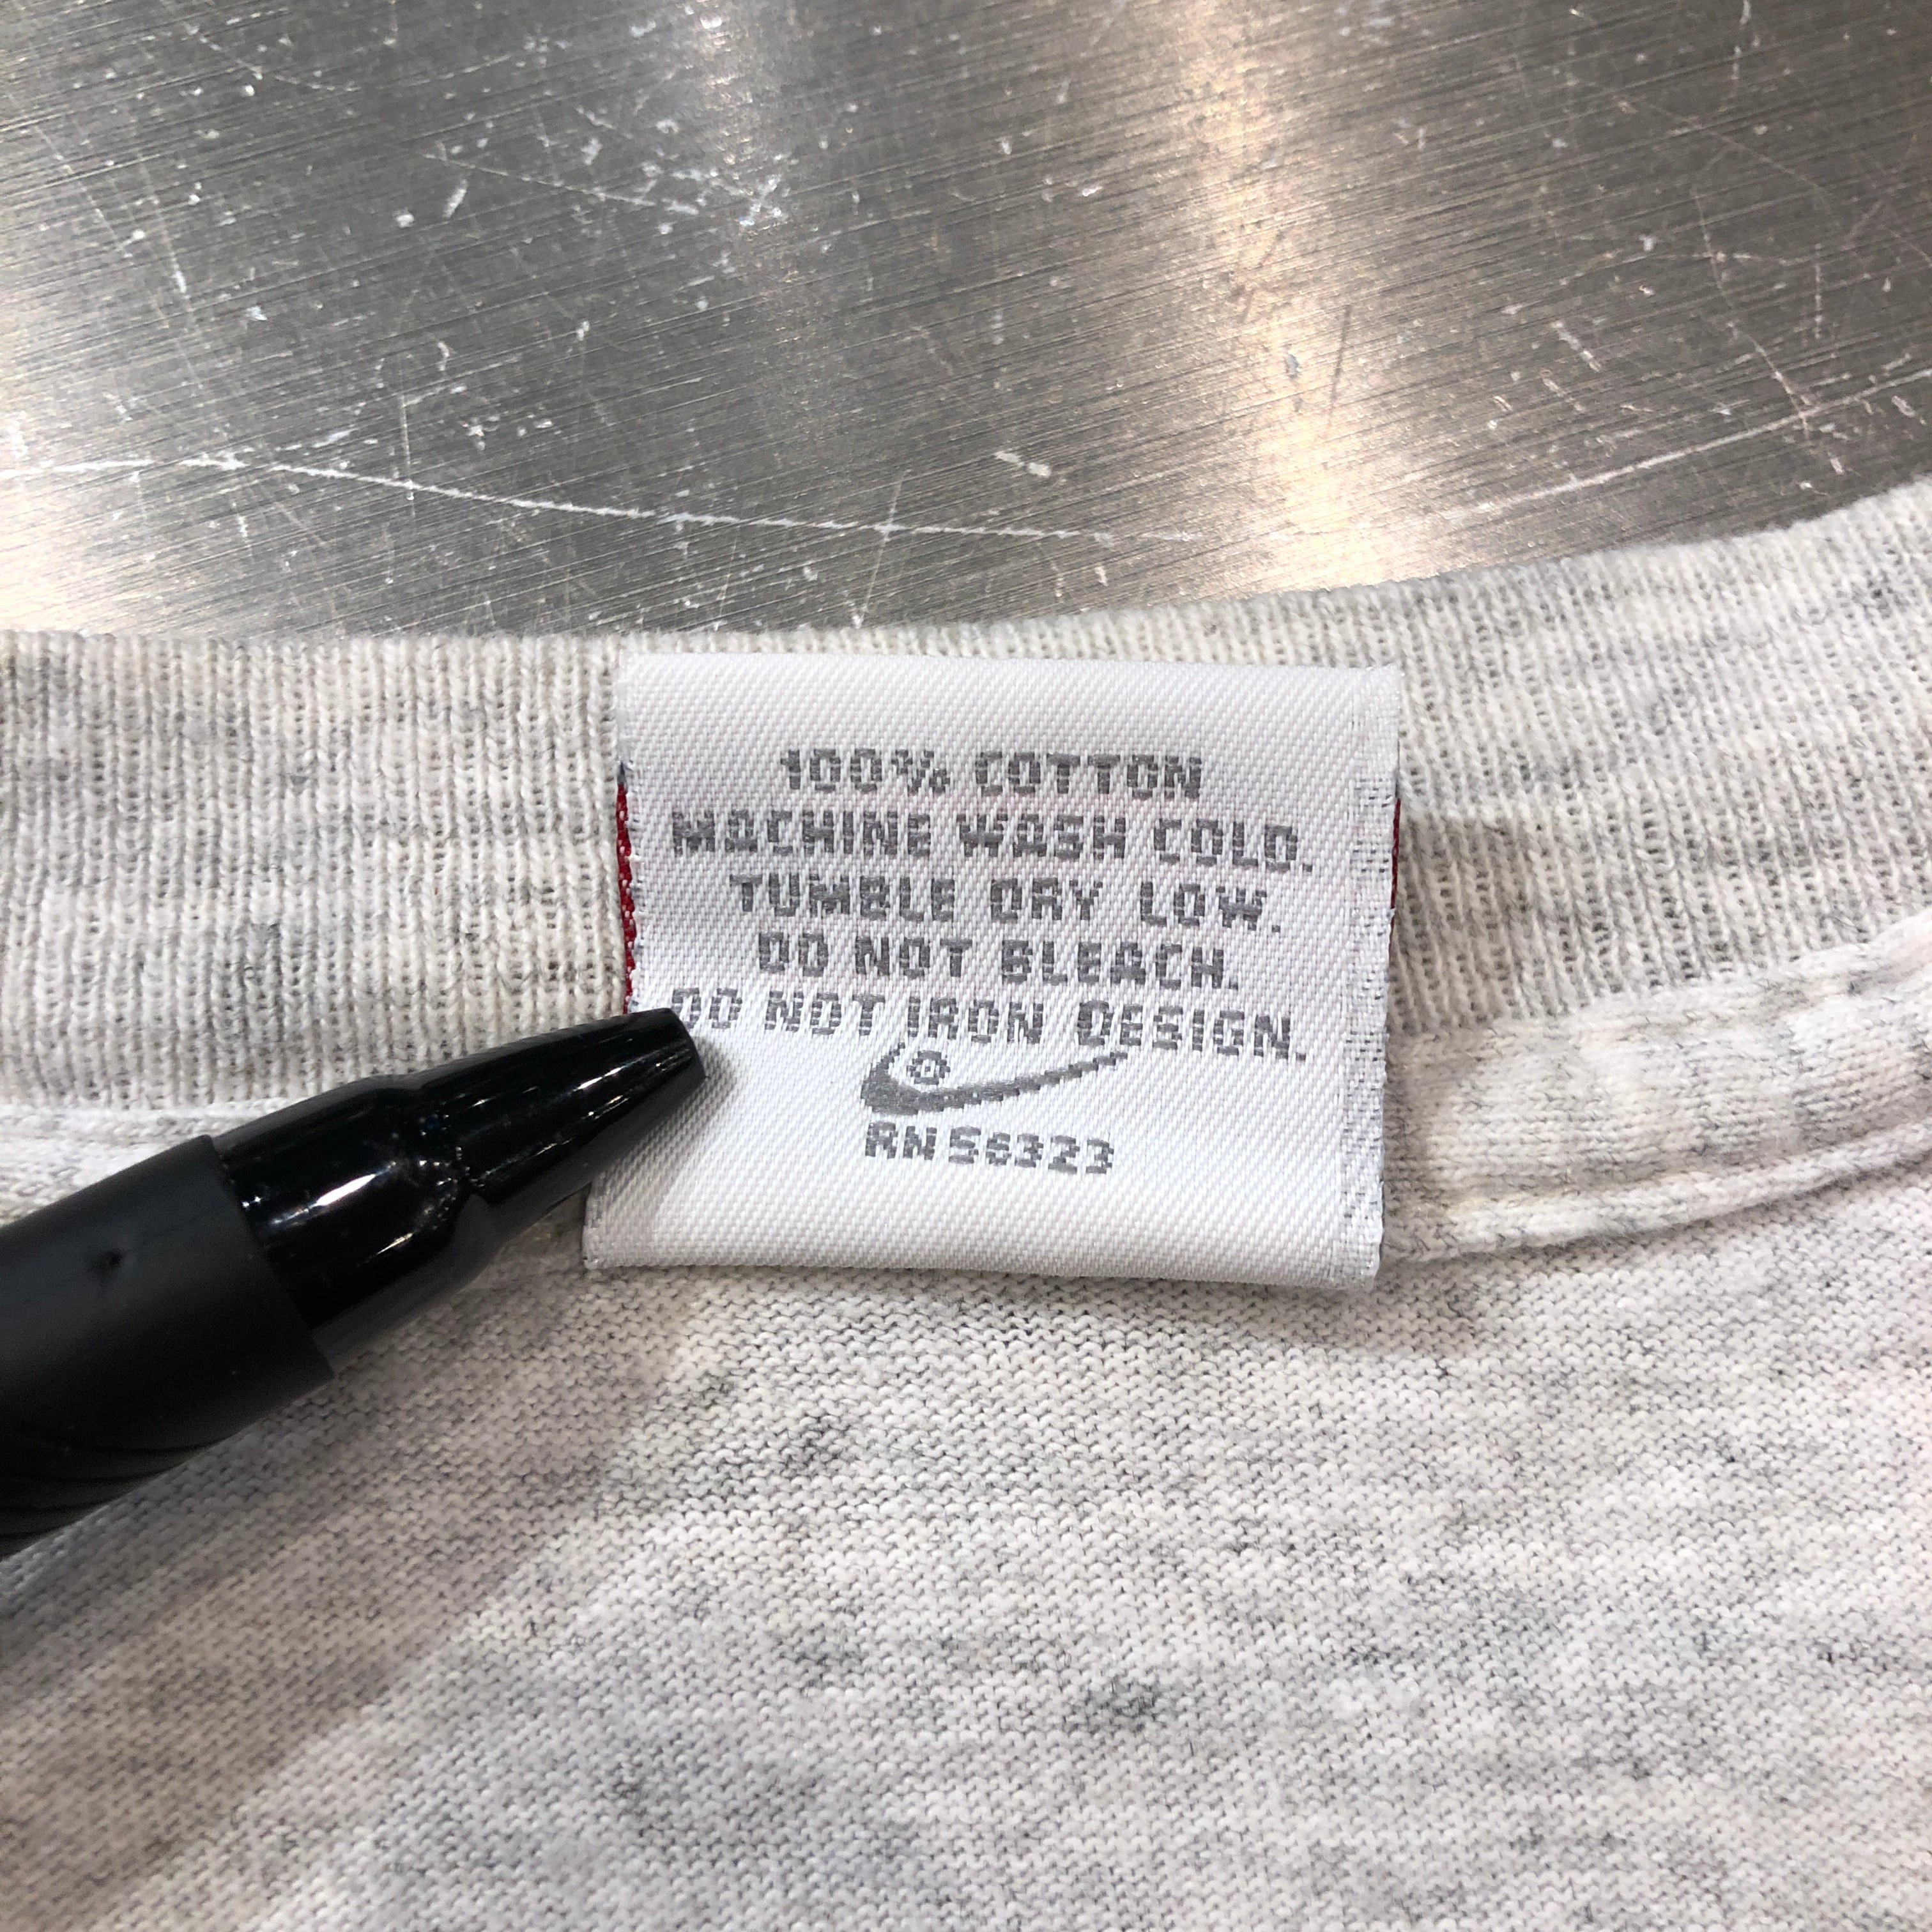 100% COTTON
MACHINE WASH COLD.
TUMBLE DRY LOW.
DO NOT BLEACH.
DO NOT IRON DESIGN.
®
RN 56323